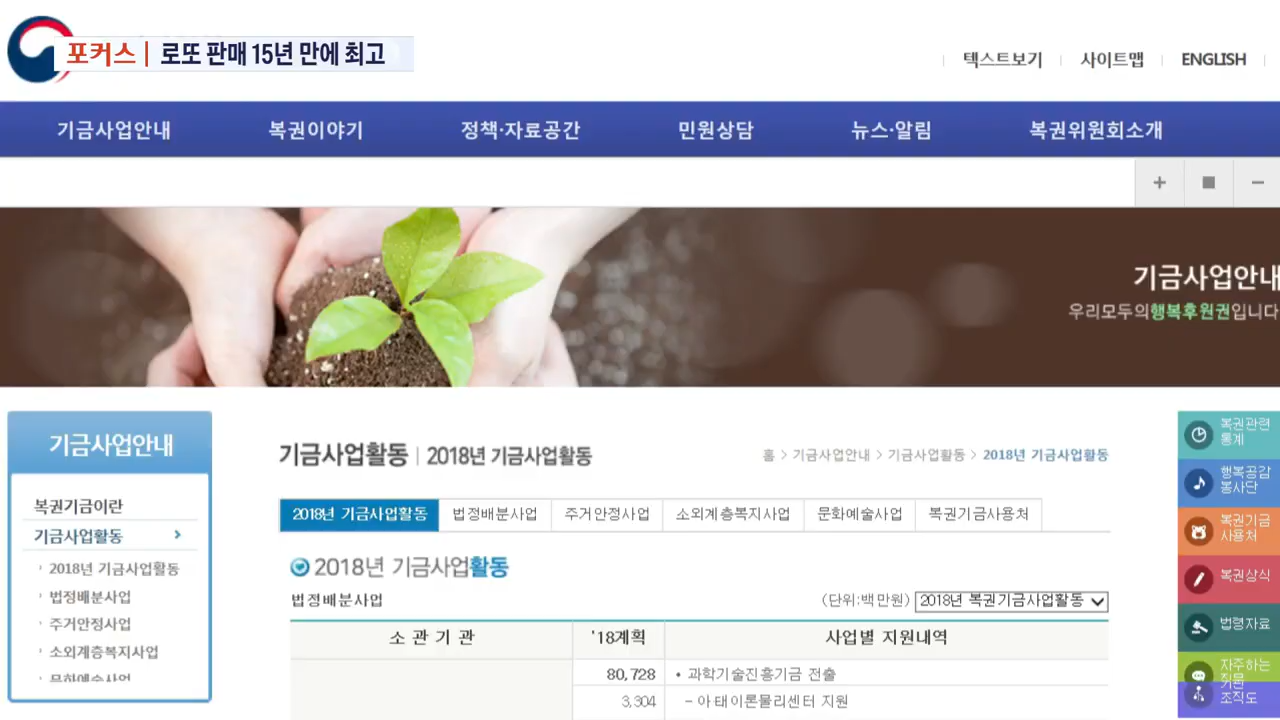 포커스 | 로또 판매 15년 만에 최고
텍스트보기 | 사이트맵 | ENGLISH
기금사업안내 복권이야기 정책·자료공간 민원상담 뉴스·알림 복권위원회소개
기금사업안내
우리모두의행복후원권입니다
기금사업안내
복권기금이란
기금사업활동
2018년 기금사업활동
법정배분사업
주거안정사업
소외계층복지사업
문화예술사업
기금사업활동 | 2018년 기금사업활동
홈 > 기금사업안내 > 기금사업활동 > 2018년 기금사업활동
2018년 기금사업활동 법정배분사업 주거안정사업 소외계층복지사업 문화예술사업 복권기금사용처
2018년 기금사업활동
법정배분사업
(단위:백만원) 2018년 복권기금사업활동
소 관 기 관 '18계획 사업별 지원내역
80,728 • 과학기술진흥기금 전출
3,304 - 아태이론물리센터 지원
복권관련
통계
행복공감
봉사단
복권기금
사용처
복권상식
법령자료
자주하는
질문
기관
조직도